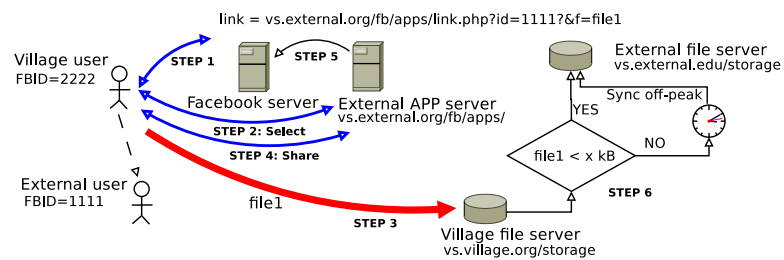 link = vs.external.org/fb/apps/link.php?id=1111?&f=file1
STEP 1
STEP 5
Village user
FBID=2222
Facebook server
External APP server
vs.external.org/fb/apps/
STEP 2: Select
STEP 4: Share
External user
FBID=1111
file1
STEP 3
Village file server
vs.village.org/storage
External file server
vs.external.edu/storage
Sync off-peak
YES
NO
file1 < x kB
STEP 6